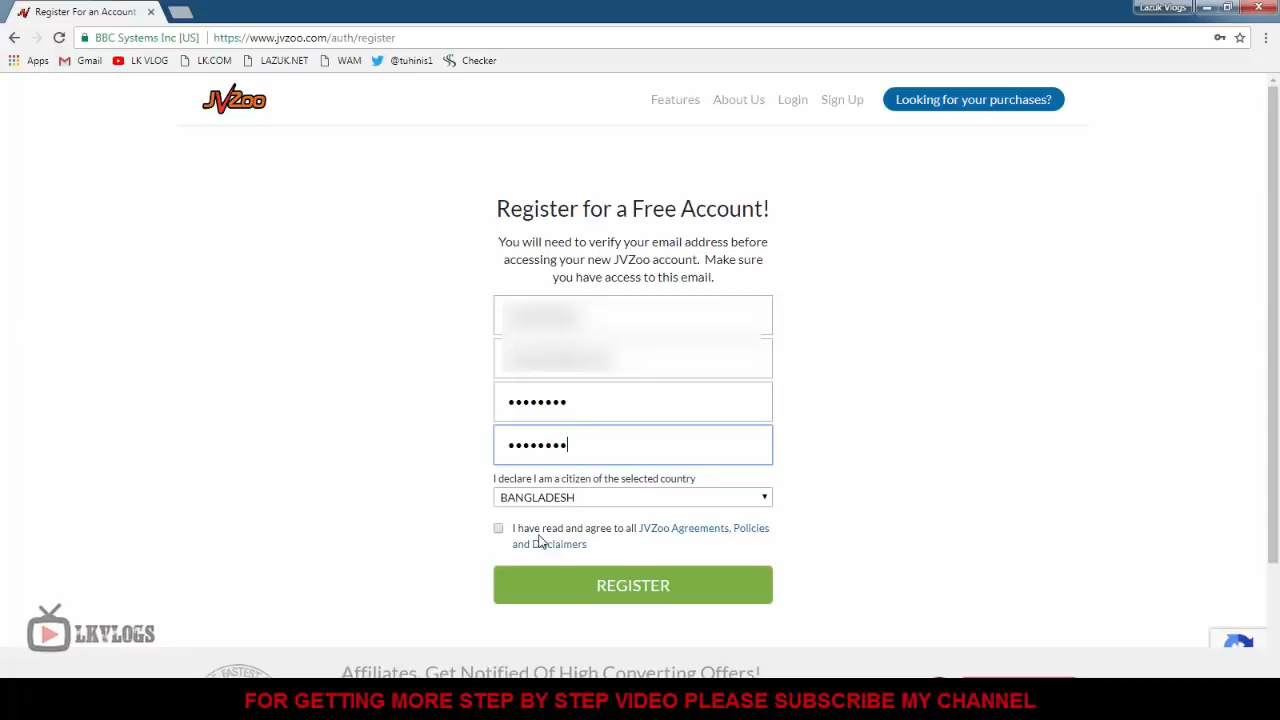 Register For an Account
Lazuk Vlogs
BBC Systems Inc [US]
https://www.jvzoo.com/auth/register
Apps Gmail LK VLOG LK.COM LAZUK.NET WAM @tuhinis1 Checker
JVZoo
Features About Us Login Sign Up Looking for your purchases?
Register for a Free Account!
You will need to verify your email address before
accessing your new JVZoo account. Make sure
you have access to this email.
I declare I am a citizen of the selected country
BANGLADESH
I have read and agree to all JVZoo Agreements, Policies
and Disclaimers
REGISTER
LKVLOGS
Affiliates, Get Notified Of High Converting Offers!
FOR GETTING MORE STEP BY STEP VIDEO PLEASE SUBSCRIBE MY CHANNEL